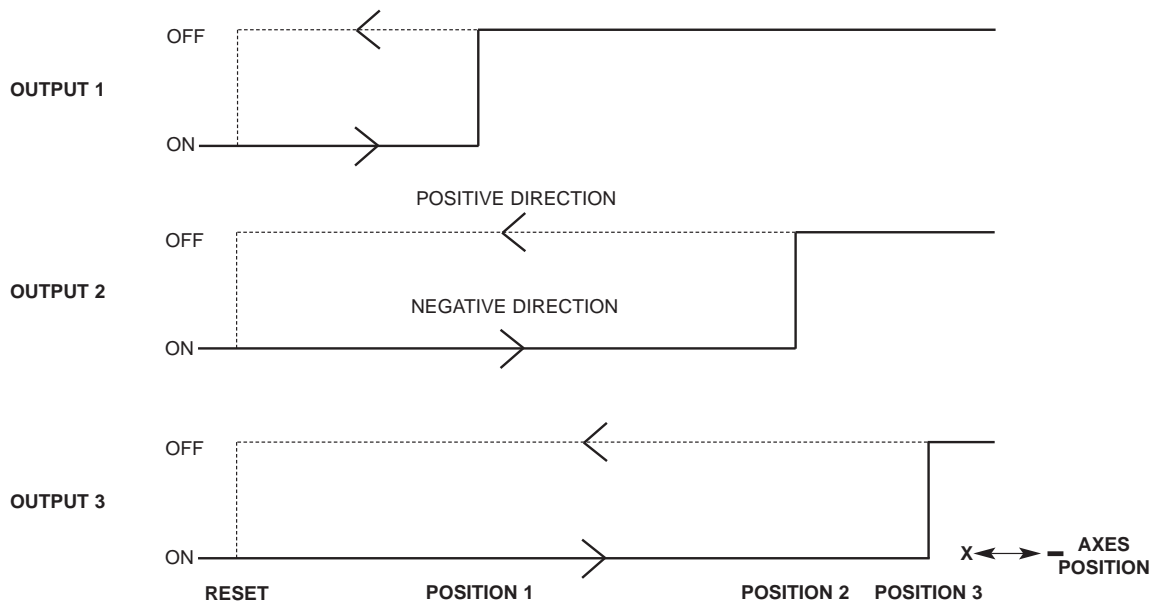 OFF
OUTPUT 1
ON
POSITIVE DIRECTION
OFF
OUTPUT 2
NEGATIVE DIRECTION
ON
OFF
OUTPUT 3
ON
X
AXES
POSITION
RESET POSITION 1 POSITION 2 POSITION 3